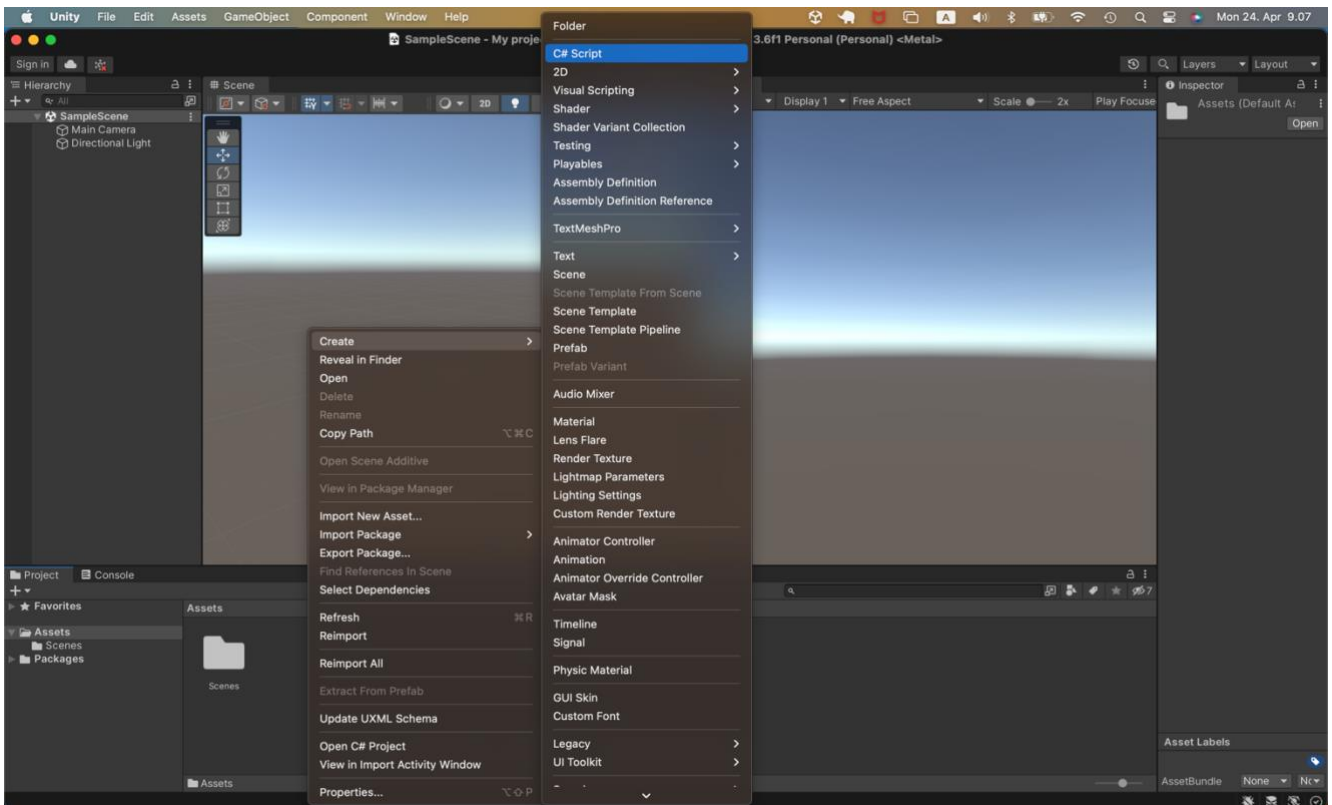 Unity File Edit Assets GameObject Component Window Help
A
Mon 24. Apr 9.07
SampleScene - My proje
3.6f1 Personal (Personal) <Metal>
Sign in
Layers
Layout
Hierarchy
All
SampleScene
Main Camera
Directional Light
Scene
2D
Display 1
Free Aspect
Scale
2x
Play Focuse
Inspector
Assets (Default A
Open
Folder
C# Script
2D
Visual Scripting
Shader
Shader Variant Collection
Testing
Playables
Assembly Definition
Assembly Definition Reference
TextMeshPro
Text
Scene
Scene Template From Scene
Scene Template
Scene Template Pipeline
Prefab
Prefab Variant
Audio Mixer
Material
Lens Flare
Render Texture
Lightmap Parameters
Lighting Settings
Custom Render Texture
Animator Controller
Animation
Animator Override Controller
Avatar Mask
Timeline
Signal
Physic Material
GUI Skin
Custom Font
Legacy
UI Toolkit
Create
Reveal in Finder
Open
Delete
Rename
Copy Path ⌥⌘C
Open Scene Additive
View in Package Manager
Import New Asset...
Import Package
Export Package...
Find References In Scene
Select Dependencies
Refresh ⌘R
Reimport
Reimport All
Extract From Prefab
Update UXML Schema
Open C# Project
View in Import Activity Window
Properties... ⌥⇧P
Project
Console
Favorites
Assets
Scenes
Packages
Assets
Scenes
Assets
7
Asset Labels
AssetBundle
None